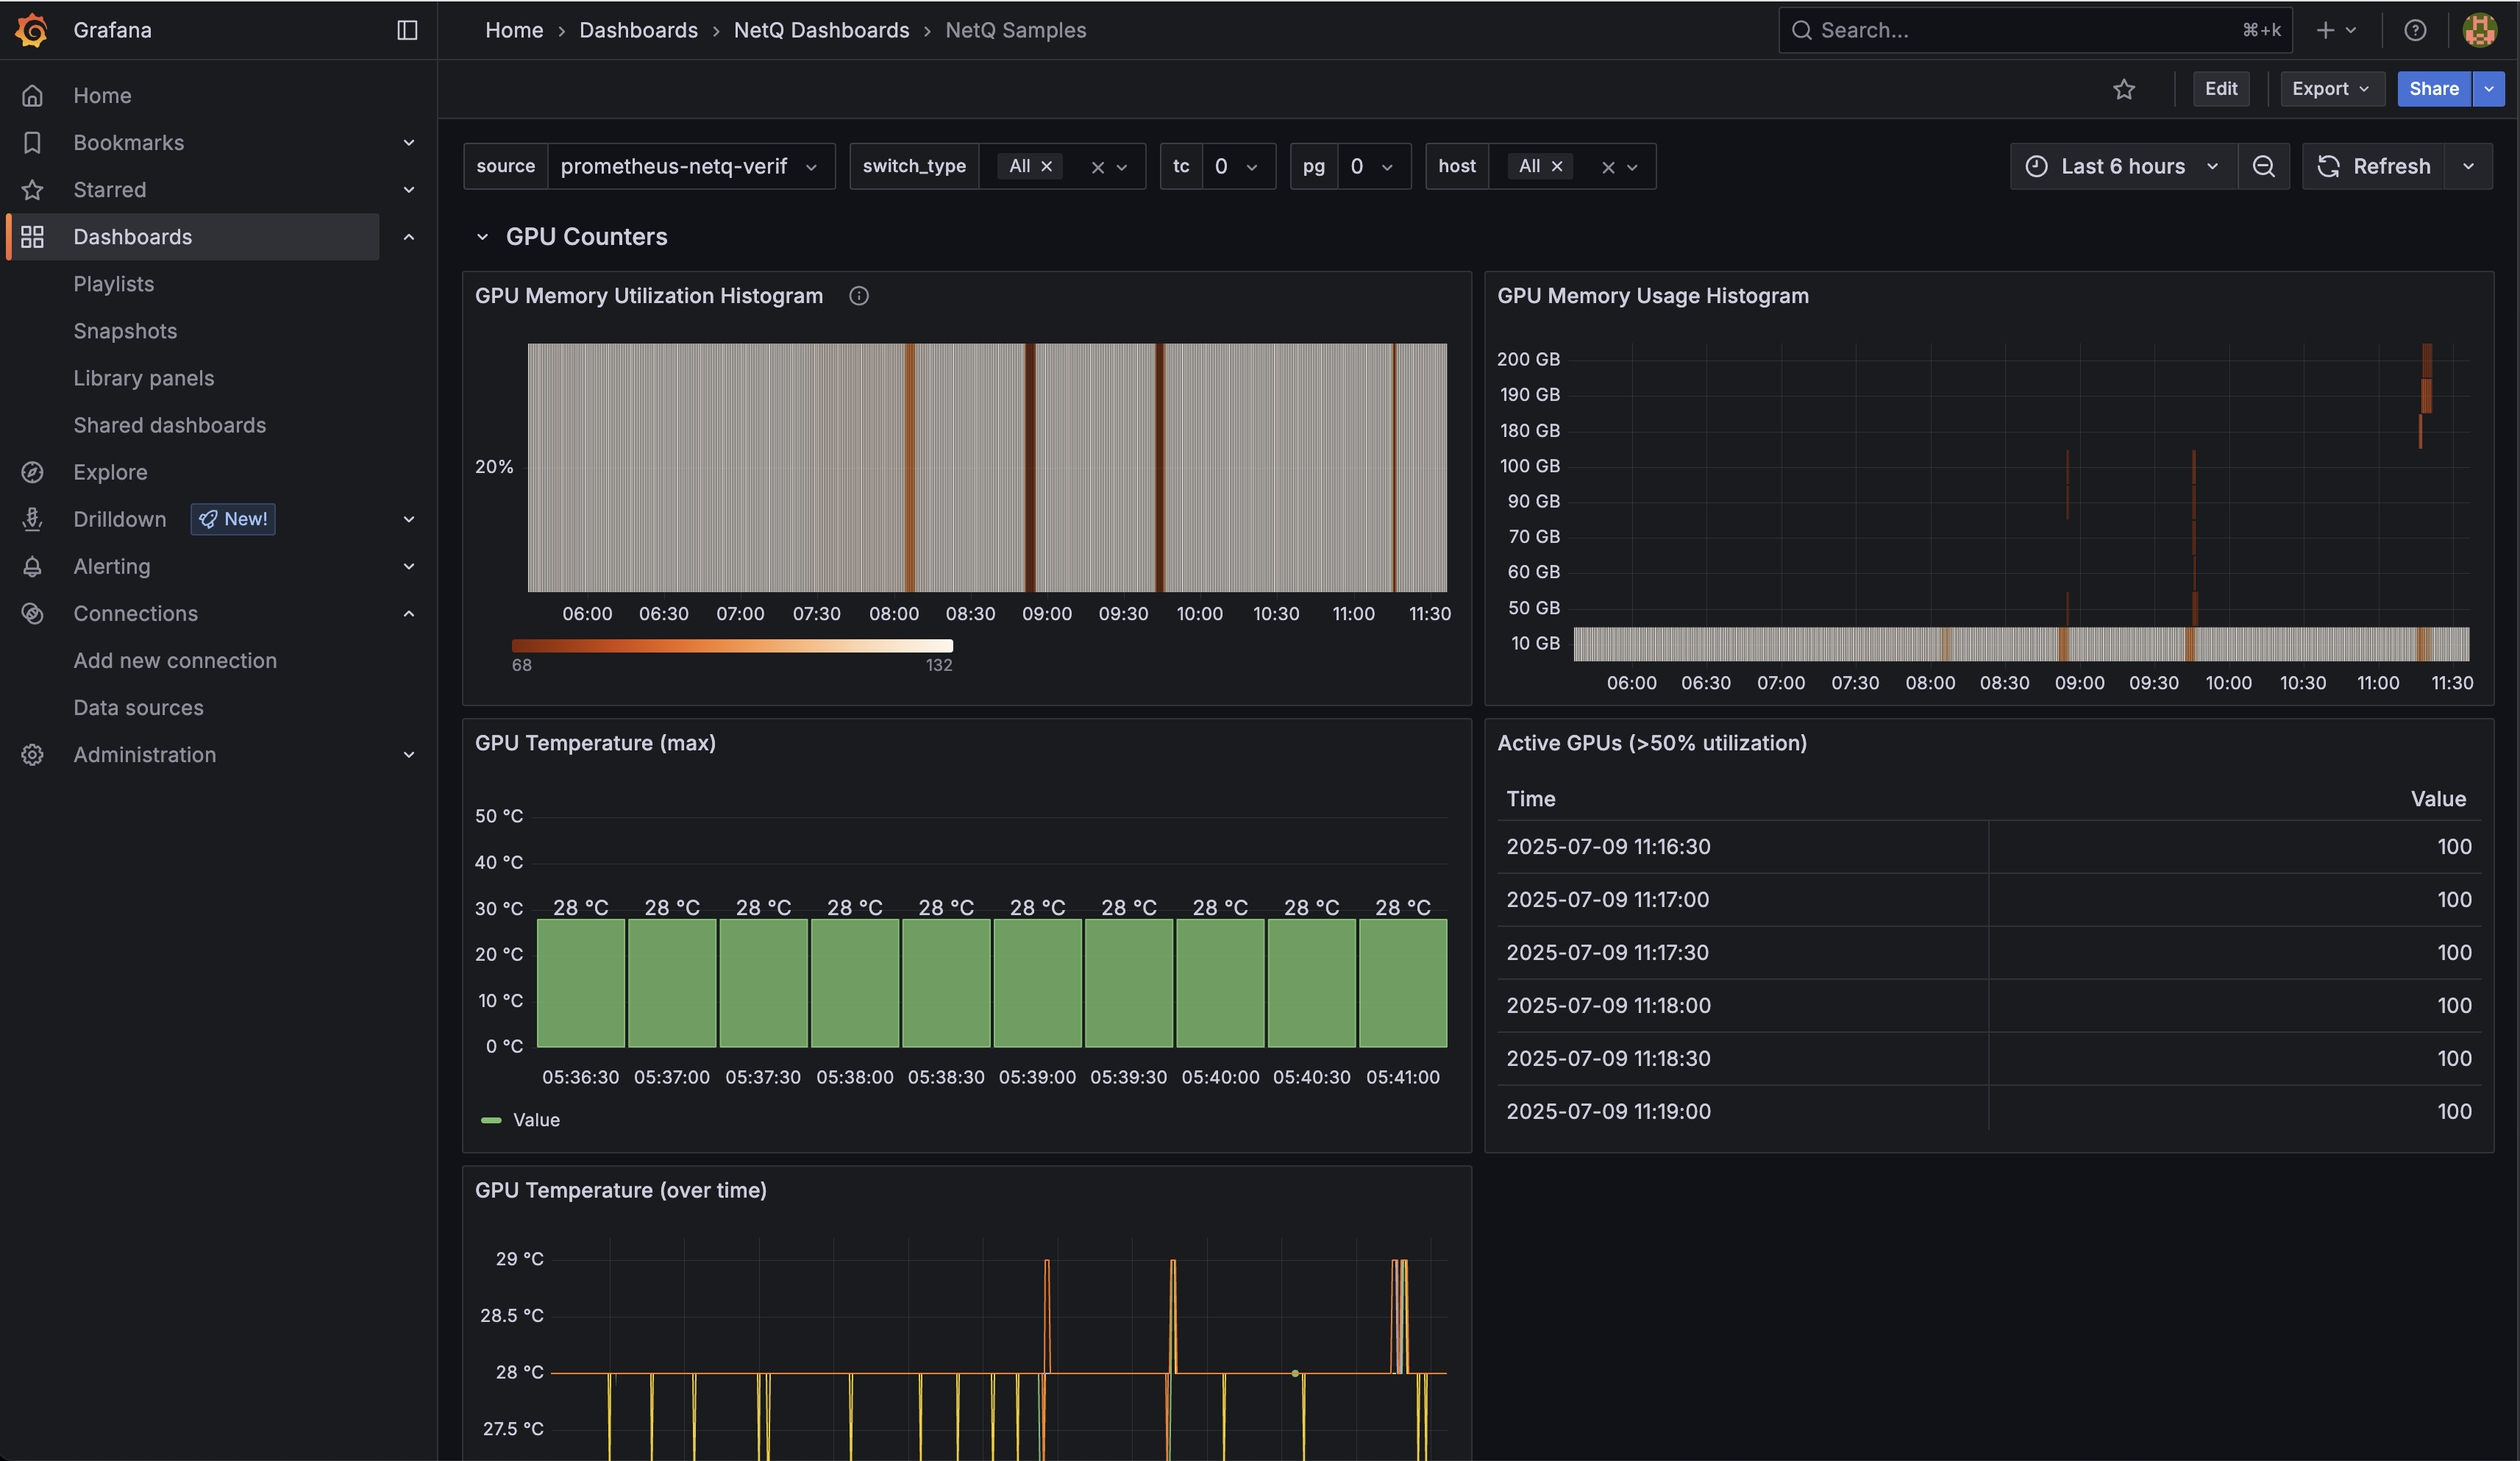 Grafana
Home › Dashboards › NetQ Dashboards › NetQ Samples
Search... ⌘+k
Edit Export Share
Home
Bookmarks
Starred
Dashboards
Playlists
Snapshots
Library panels
Shared dashboards
Explore
Drilldown New!
Alerting
Connections
Add new connection
Data sources
Administration
source prometheus-netq-verif switch_type All tc 0 pg 0 host All Last 6 hours Refresh
GPU Counters
GPU Memory Utilization Histogram
20%
06:00 06:30 07:00 07:30 08:00 08:30 09:00 09:30 10:00 10:30 11:00 11:30
68 132
GPU Memory Usage Histogram
200 GB
190 GB
180 GB
100 GB
90 GB
70 GB
60 GB
50 GB
10 GB
06:00 06:30 07:00 07:30 08:00 08:30 09:00 09:30 10:00 10:30 11:00 11:30
GPU Temperature (max)
50 °C
40 °C
30 °C
20 °C
10 °C
0 °C
28 °C 28 °C 28 °C 28 °C 28 °C 28 °C 28 °C 28 °C 28 °C 28 °C
05:36:30 05:37:00 05:37:30 05:38:00 05:38:30 05:39:00 05:39:30 05:40:00 05:40:30 05:41:00
Value
Active GPUs (>50% utilization)
Time Value
2025-07-09 11:16:30 100
2025-07-09 11:17:00 100
2025-07-09 11:17:30 100
2025-07-09 11:18:00 100
2025-07-09 11:18:30 100
2025-07-09 11:19:00 100
GPU Temperature (over time)
29 °C
28.5 °C
28 °C
27.5 °C